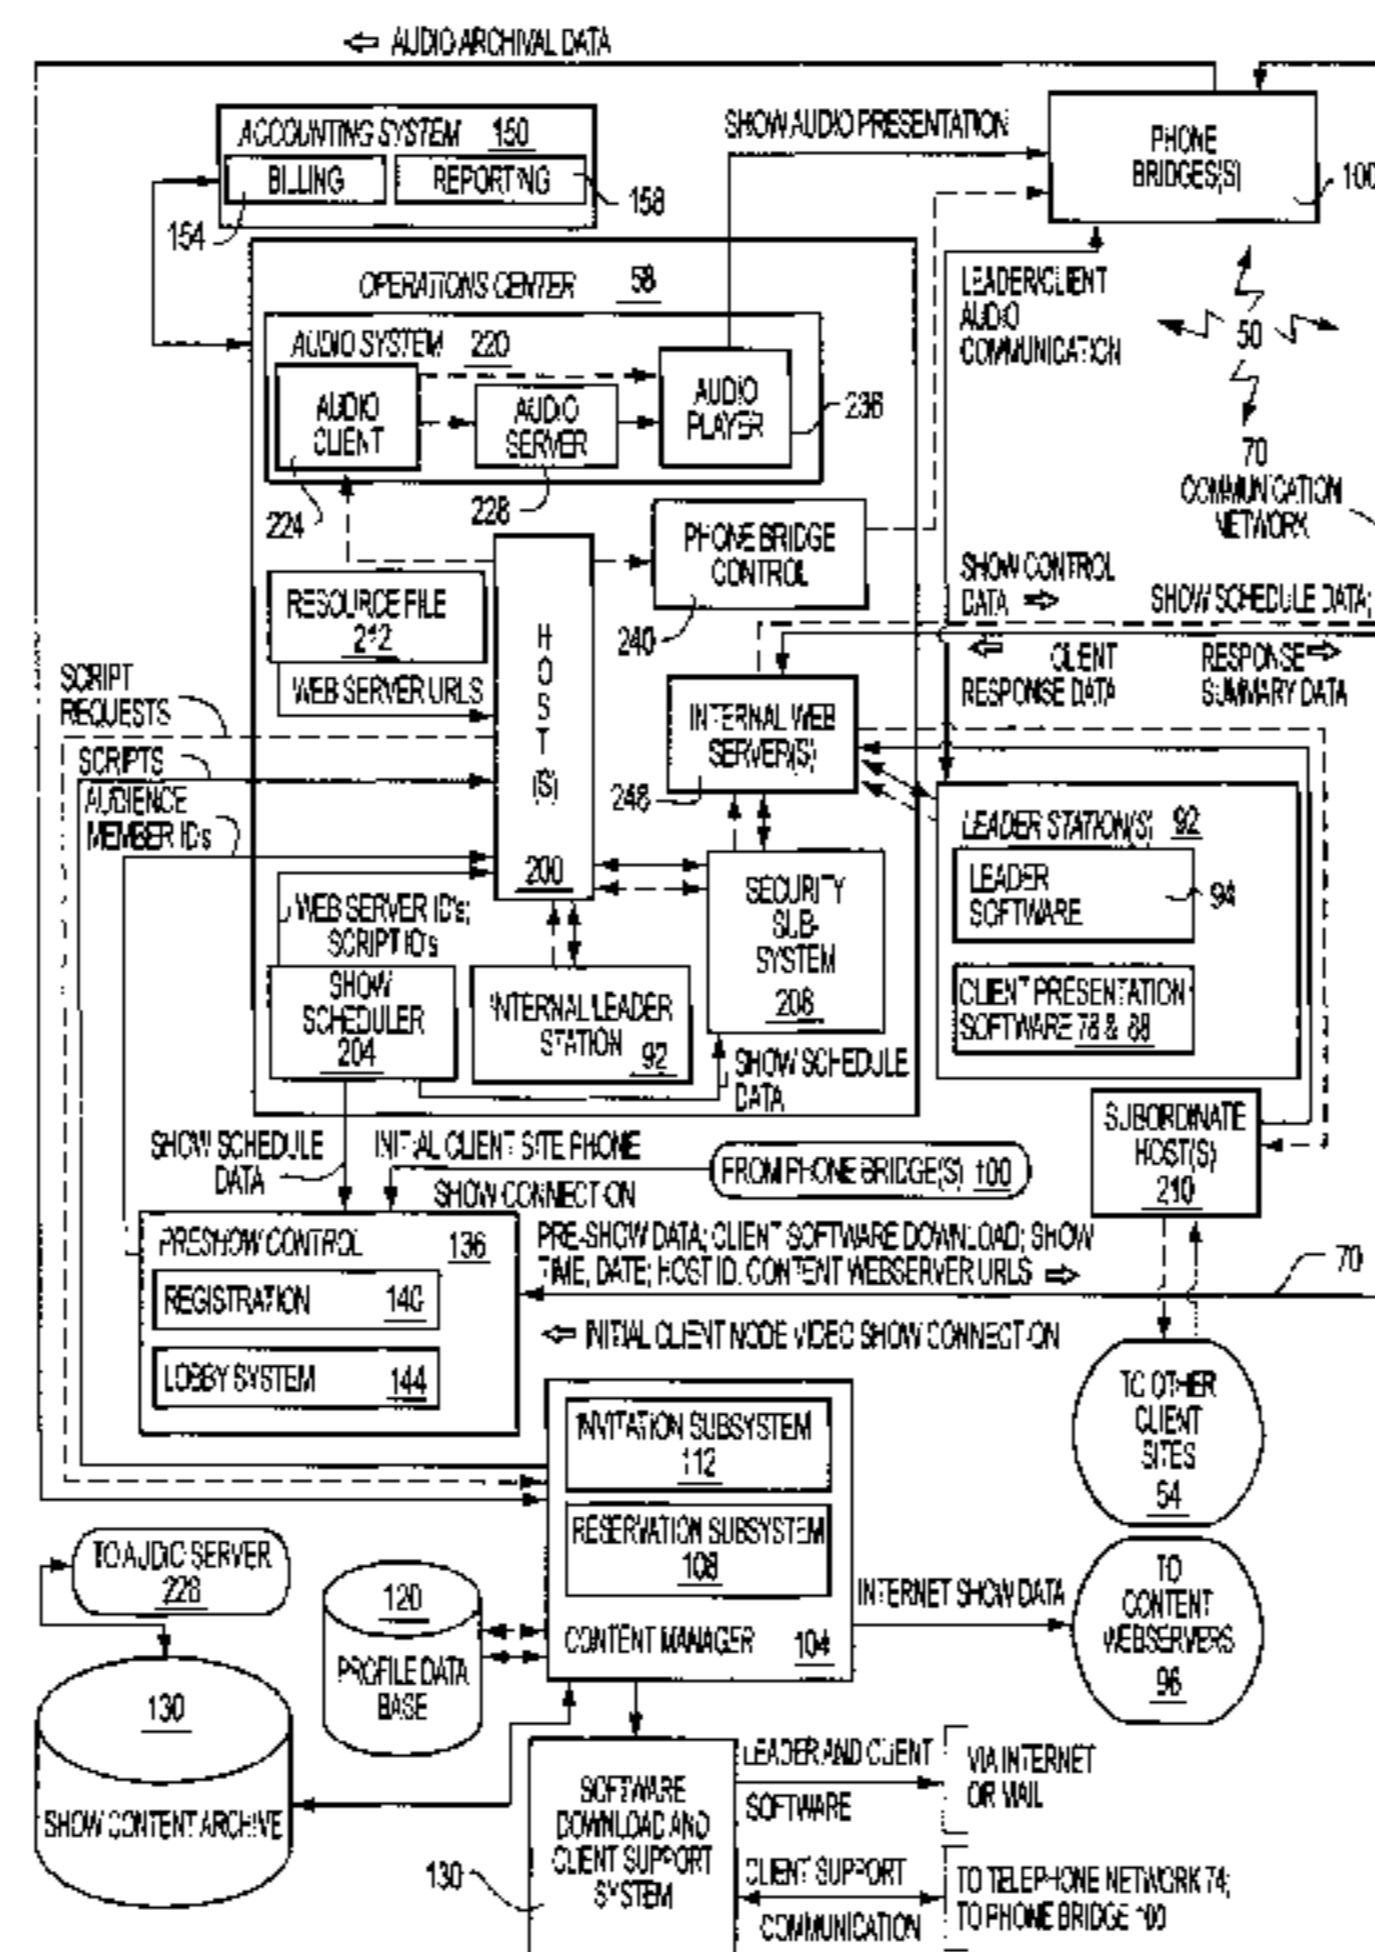 AUDIO ARCHIVAL DATA
ACCOUNTING SYSTEM 150
BILLING
REPORTING
154
158
SHOW AUDIO PRESENTATION
PHONE
BRIDGES(S)
100
OPERATIONS CENTER 58
AUDIO SYSTEM 220
AUDIO
CLIENT
AUDIO
SERVER
AUDIO
PLAYER
236
224
228
LEADER/CLIENT
AUDIO
COMMUNICATION
50
70
COMMUNICATION
NETWORK
PHONE BRIDGE
CONTROL
240
SHOW CONTROL
DATA
SHOW SCHEDULE DATA;
CLIENT
RESPONSE DATA
RESPONSE
SUMMARY DATA
RESOURCE FILE
212
WEB SERVER URLS
HOST(S)
200
SCRIPT
REQUESTS
SCRIPTS
AUDIENCE
MEMBER ID's
INTERNAL WEB
SERVER(S)
248
LEADER STATION(S) 92
LEADER
SOFTWARE
94
CLIENT PRESENTATION
SOFTWARE 78 & 88
WEB SERVER ID's;
SCRIPT ID's
SECURITY
SUB-
SYSTEM
208
SHOW
SCHEDULER
204
INTERNAL LEADER
STATION 92
SHOW SCHEDULE
DATA
SUBORDINATE
HOST(S)
210
SHOW SCHEDULE
DATA
INITIAL CLIENT SITE PHONE
SHOW CONNECTION
FROM PHONE BRIDGE(S) 100
PRESHOW CONTROL 136
REGISTRATION 140
LOBBY SYSTEM 144
PRE-SHOW DATA; CLIENT SOFTWARE DOWNLOAD; SHOW
TIME, DATE; HOST ID. CONTENT WEBSERVER URLS
70
INITIAL CLIENT NODE VIDEO SHOW CONNECTION
INVITATION SUBSYSTEM
112
RESERVATION SUBSYSTEM
108
CONTENT MANAGER 104
TO OTHER
CLIENT
SITES
54
TO AUDIO SERVER
228
120
PROFILE DATA
BASE
INTERNET SHOW DATA
TO
CONTENT
WEBSERVERS
96
130
SHOW CONTENT ARCHIVE
SOFTWARE
DOWNLOAD AND
CLIENT SUPPORT
SYSTEM
130
LEADER AND CLIENT
SOFTWARE
VIA INTERNET
OR MAIL
CLIENT SUPPORT
COMMUNICATION
TO TELEPHONE NETWORK 74;
TO PHONE BRIDGE 100